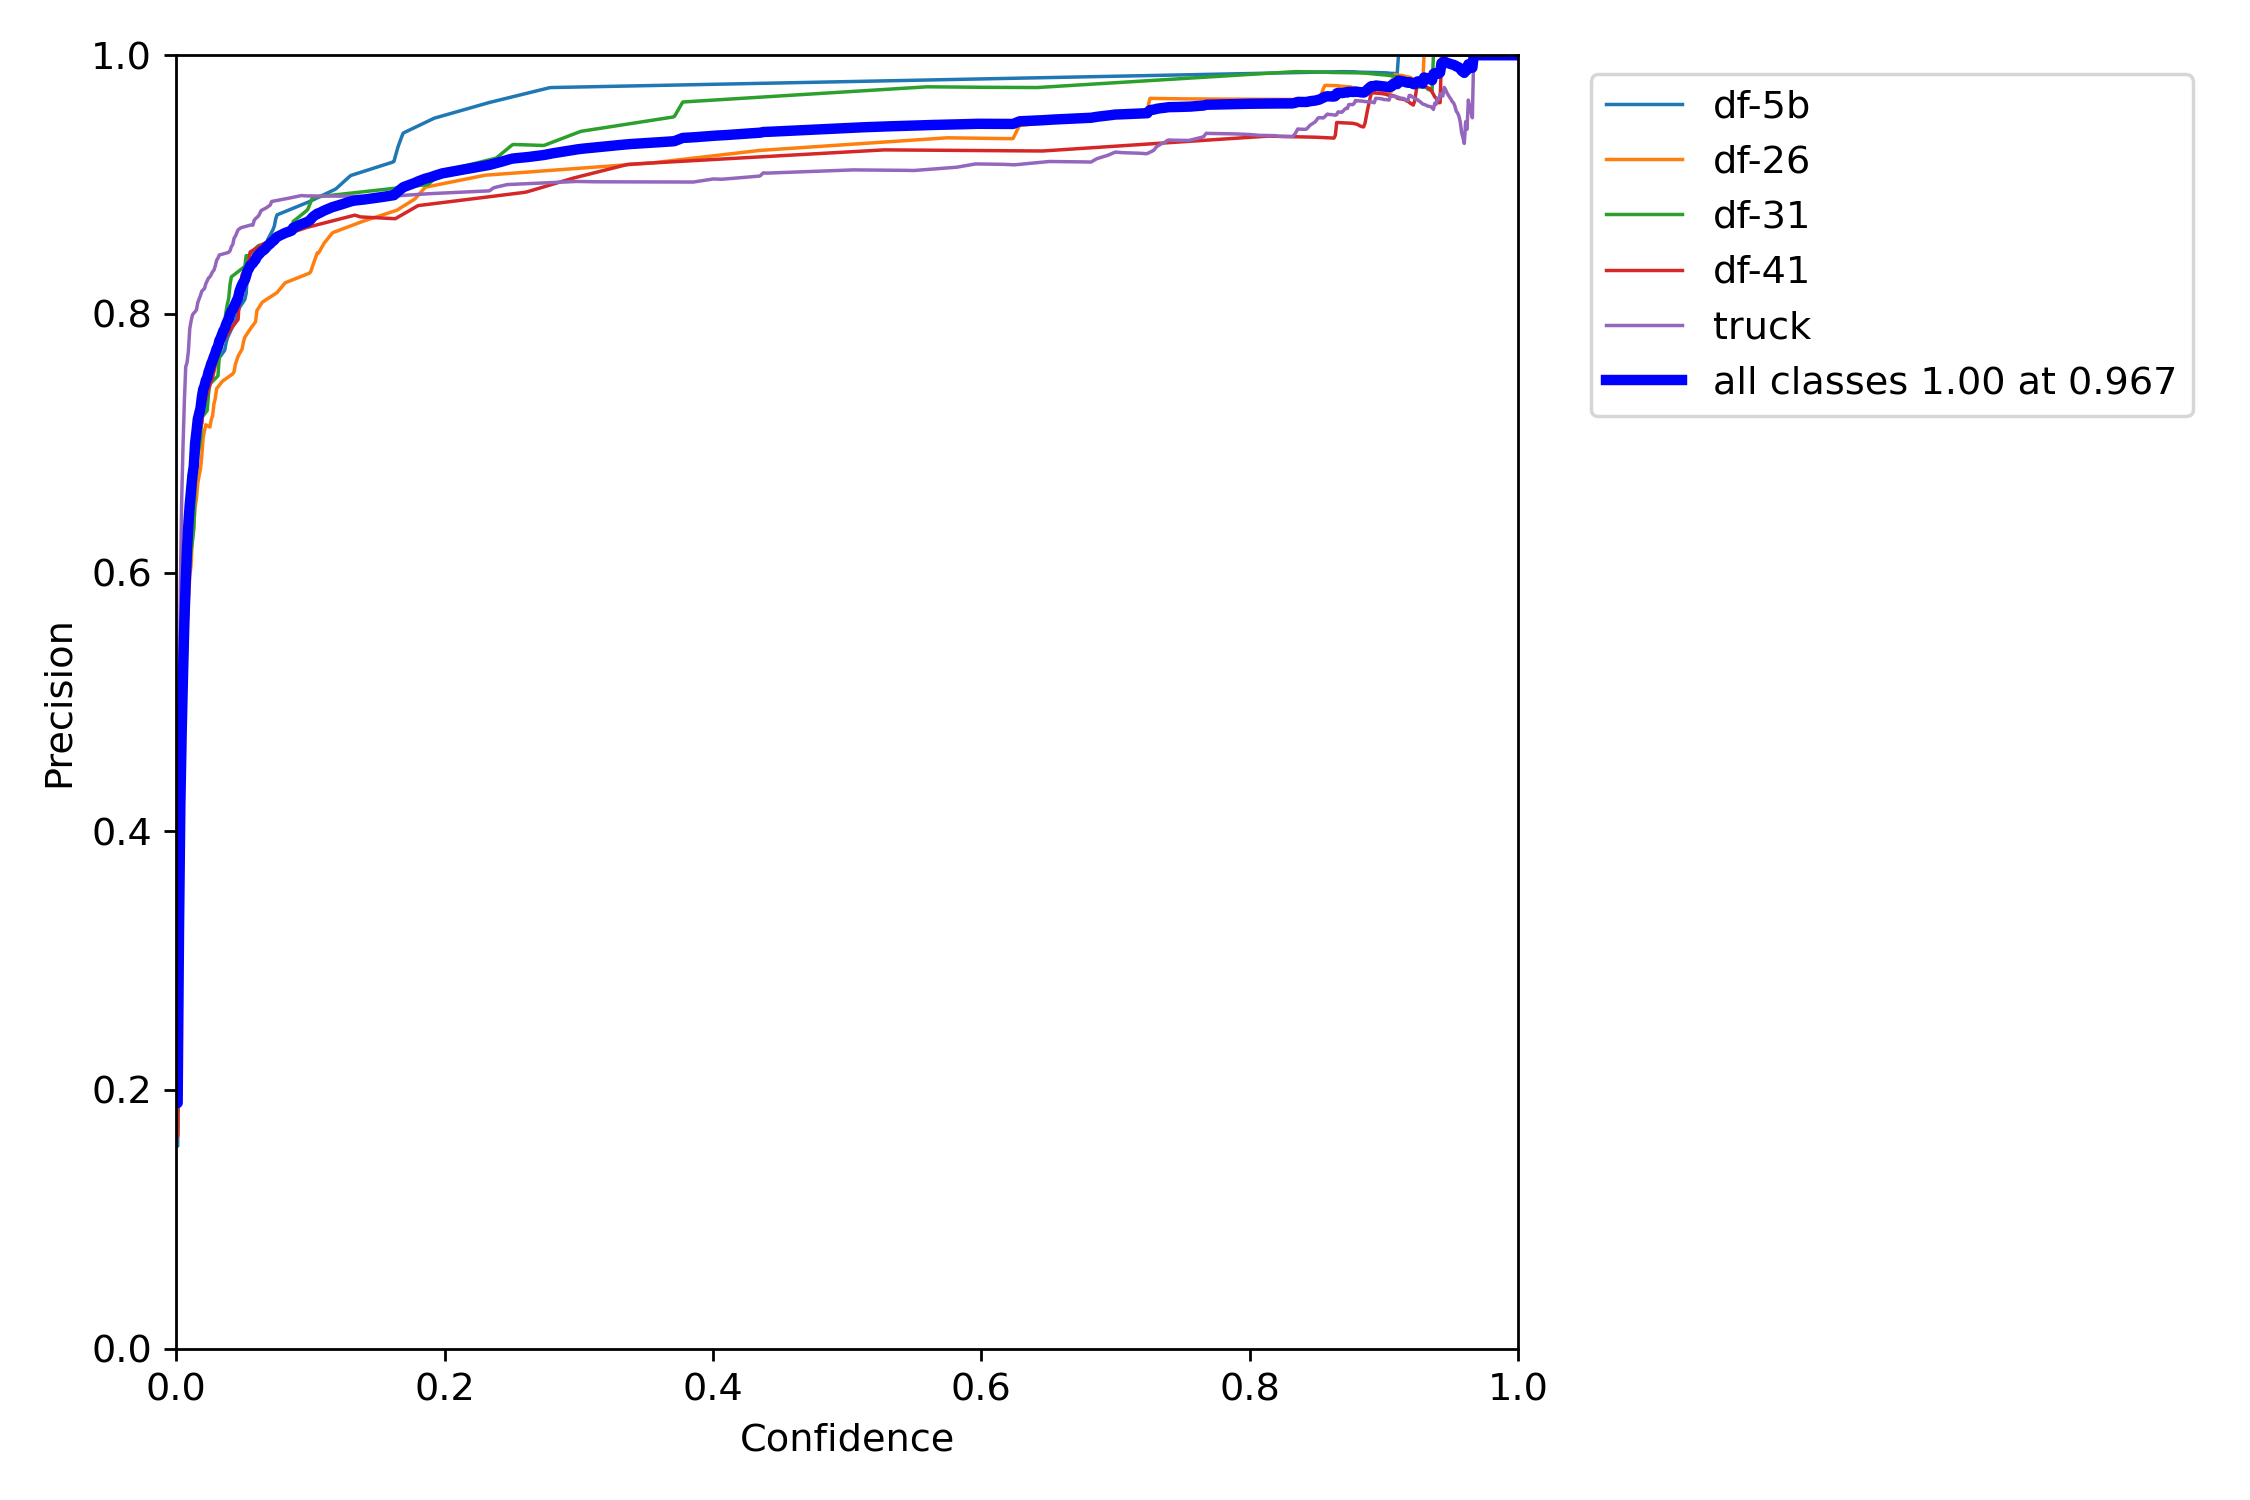 1.0
0.8
0.6
0.4
0.2
0.0
Precision
0.0 0.2 0.4 0.6 0.8 1.0
Confidence
df-5b
df-26
df-31
df-41
truck
all classes 1.00 at 0.967